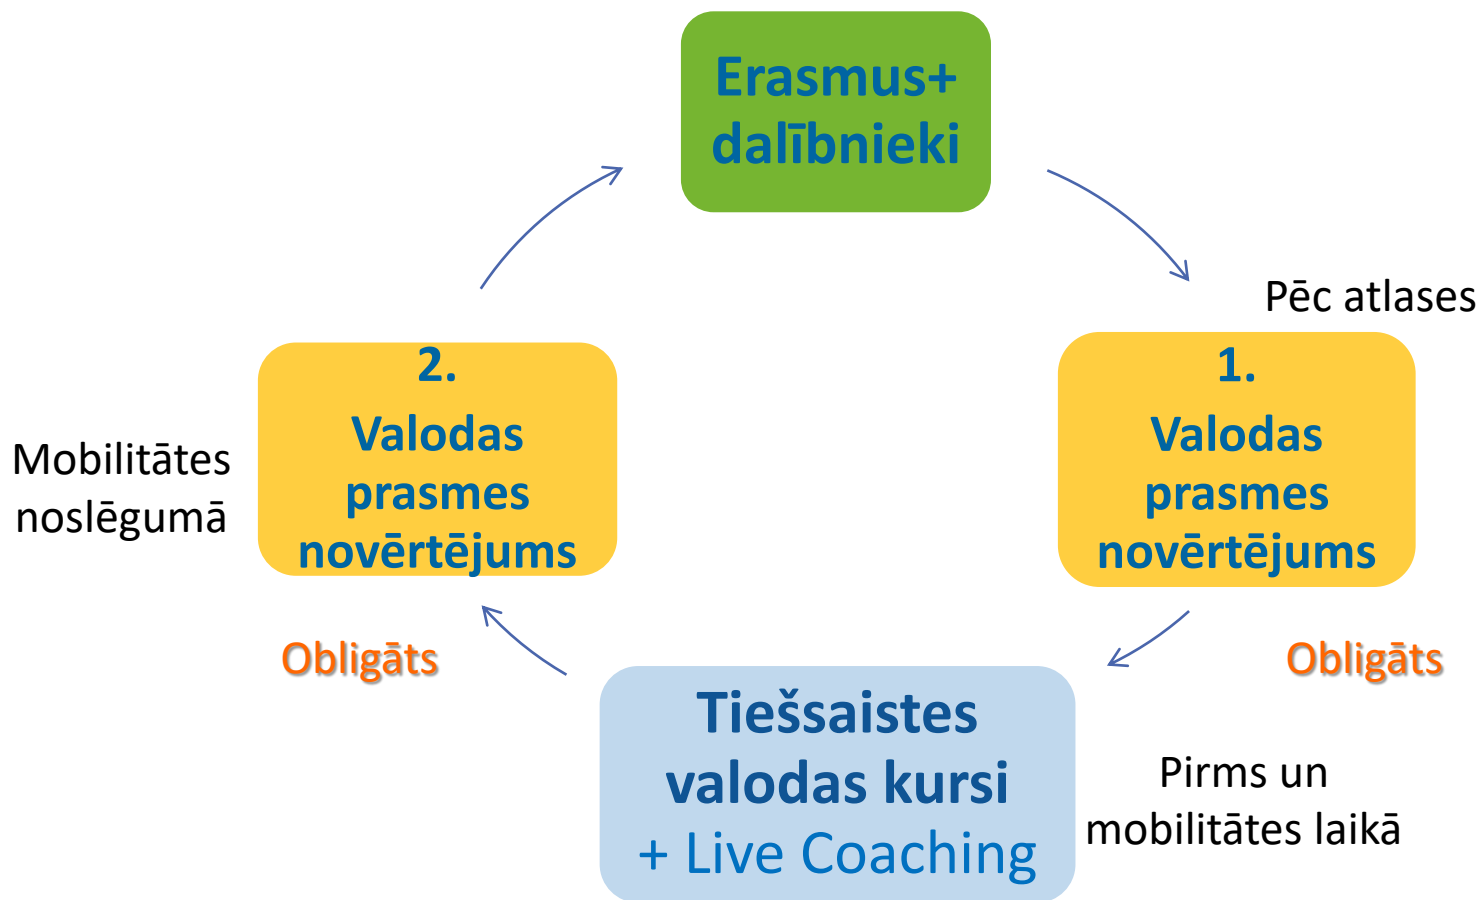 Erasmus+
dalībnieki
Pēc atlases
1.
Valodas
prasmes
novērtējums
Obligāts
Tiešsaistes
valodas kursi
+ Live Coaching
Pirms un
mobilitātes laikā
2.
Valodas
prasmes
novērtējums
Mobilitātes
noslēgumā
Obligāts